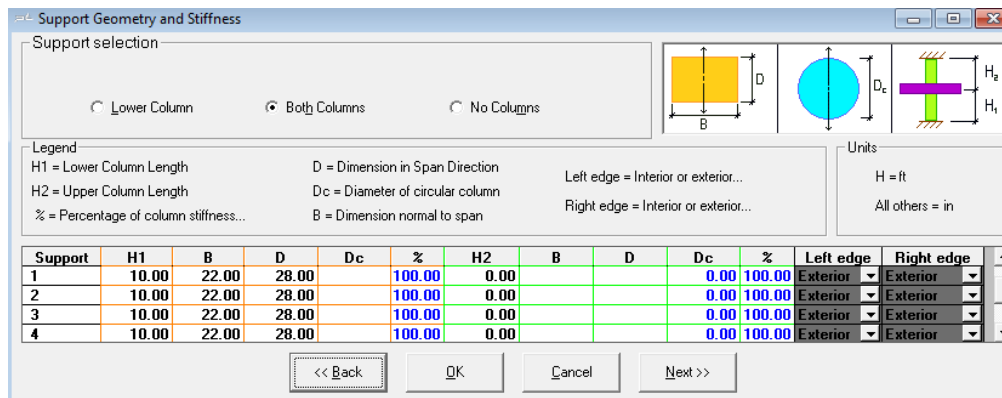 Support Geometry and Stiffness
Support selection
Lower Column
Both Columns
No Columns
D
B
Dc
H2
H1
Legend
H1 = Lower Column Length
D = Dimension in Span Direction
H2 = Upper Column Length
Dc = Diameter of circular column
% = Percentage of column stiffness...
B = Dimension normal to span
Left edge = Interior or exterior...
Right edge = Interior or exterior...
Units
H = ft
All others = in
Support H1 B D Dc % H2 B D Dc % Left edge Right edge
1 10.00 22.00 28.00 100.00 0.00 0.00 100.00 Exterior Exterior
2 10.00 22.00 28.00 100.00 0.00 0.00 100.00 Exterior Exterior
3 10.00 22.00 28.00 100.00 0.00 0.00 100.00 Exterior Exterior
4 10.00 22.00 28.00 100.00 0.00 0.00 100.00 Exterior Exterior
<< Back
OK
Cancel
Next >>